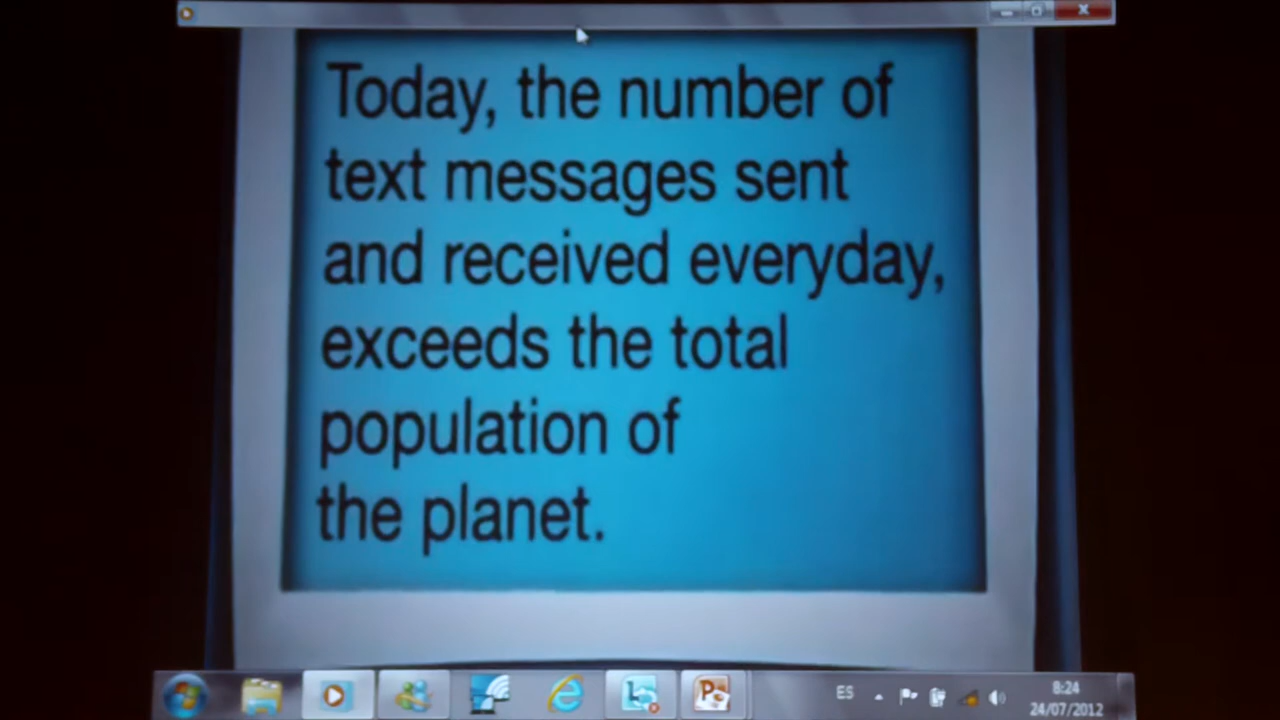 Today, the number of
text messages sent
and received everyday,
exceeds the total
population of
the planet.
ES
8:24
24/07/2012